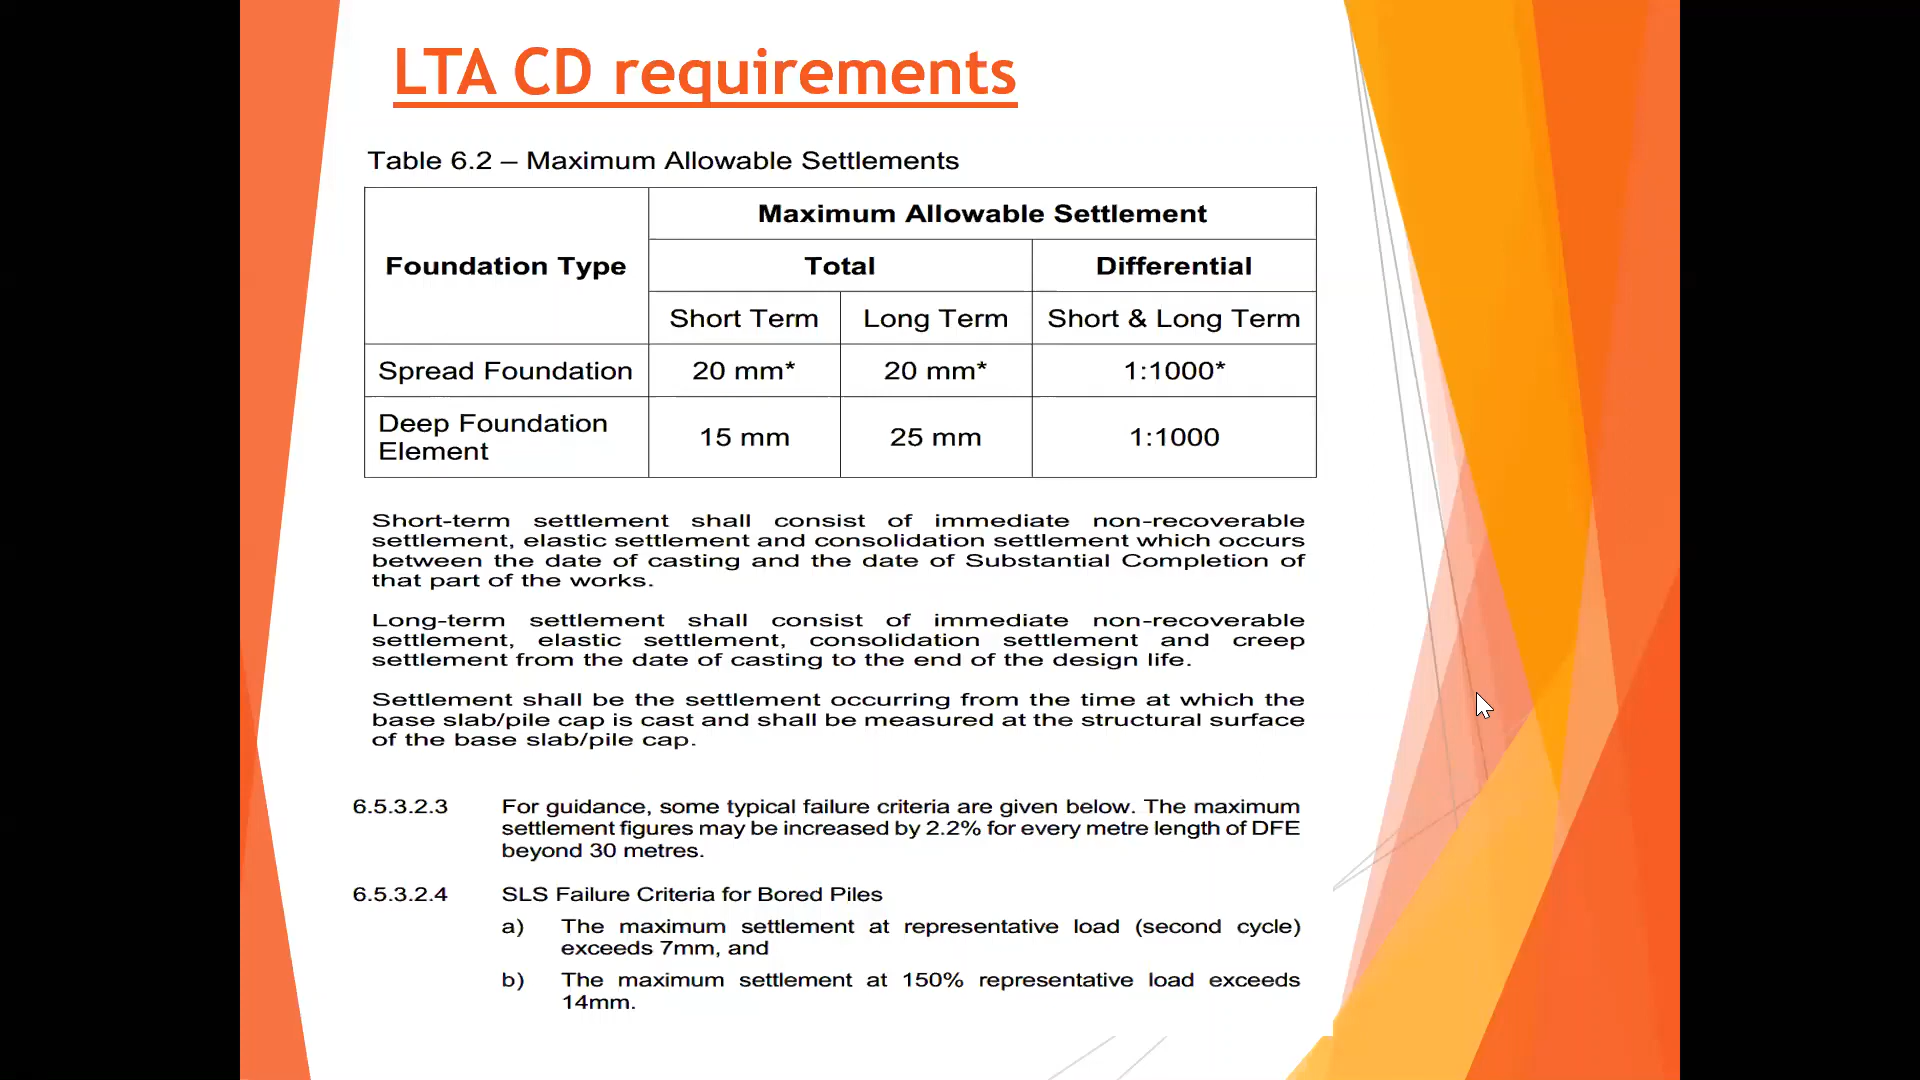 LTA CD requirements
Table 6.2 – Maximum Allowable Settlements
Foundation Type
Maximum Allowable Settlement
Total
Differential
Short Term
Long Term
Short & Long Term
Spread Foundation
20 mm*
20 mm*
1:1000*
Deep Foundation
Element
15 mm
25 mm
1:1000
Short-term settlement shall consist of immediate non-recoverable
settlement, elastic settlement and consolidation settlement which occurs
between the date of casting and the date of Substantial Completion of
that part of the works.
Long-term settlement shall consist of immediate non-recoverable
settlement, elastic settlement, consolidation settlement and creep
settlement from the date of casting to the end of the design life.
Settlement shall be the settlement occurring from the time at which the
base slab/pile cap is cast and shall be measured at the structural surface
of the base slab/pile cap.
6.5.3.2.3 For guidance, some typical failure criteria are given below. The maximum
settlement figures may be increased by 2.2% for every metre length of DFE
beyond 30 metres.
6.5.3.2.4 SLS Failure Criteria for Bored Piles
a) The maximum settlement at representative load (second cycle)
exceeds 7mm, and
b) The maximum settlement at 150% representative load exceeds
14mm.